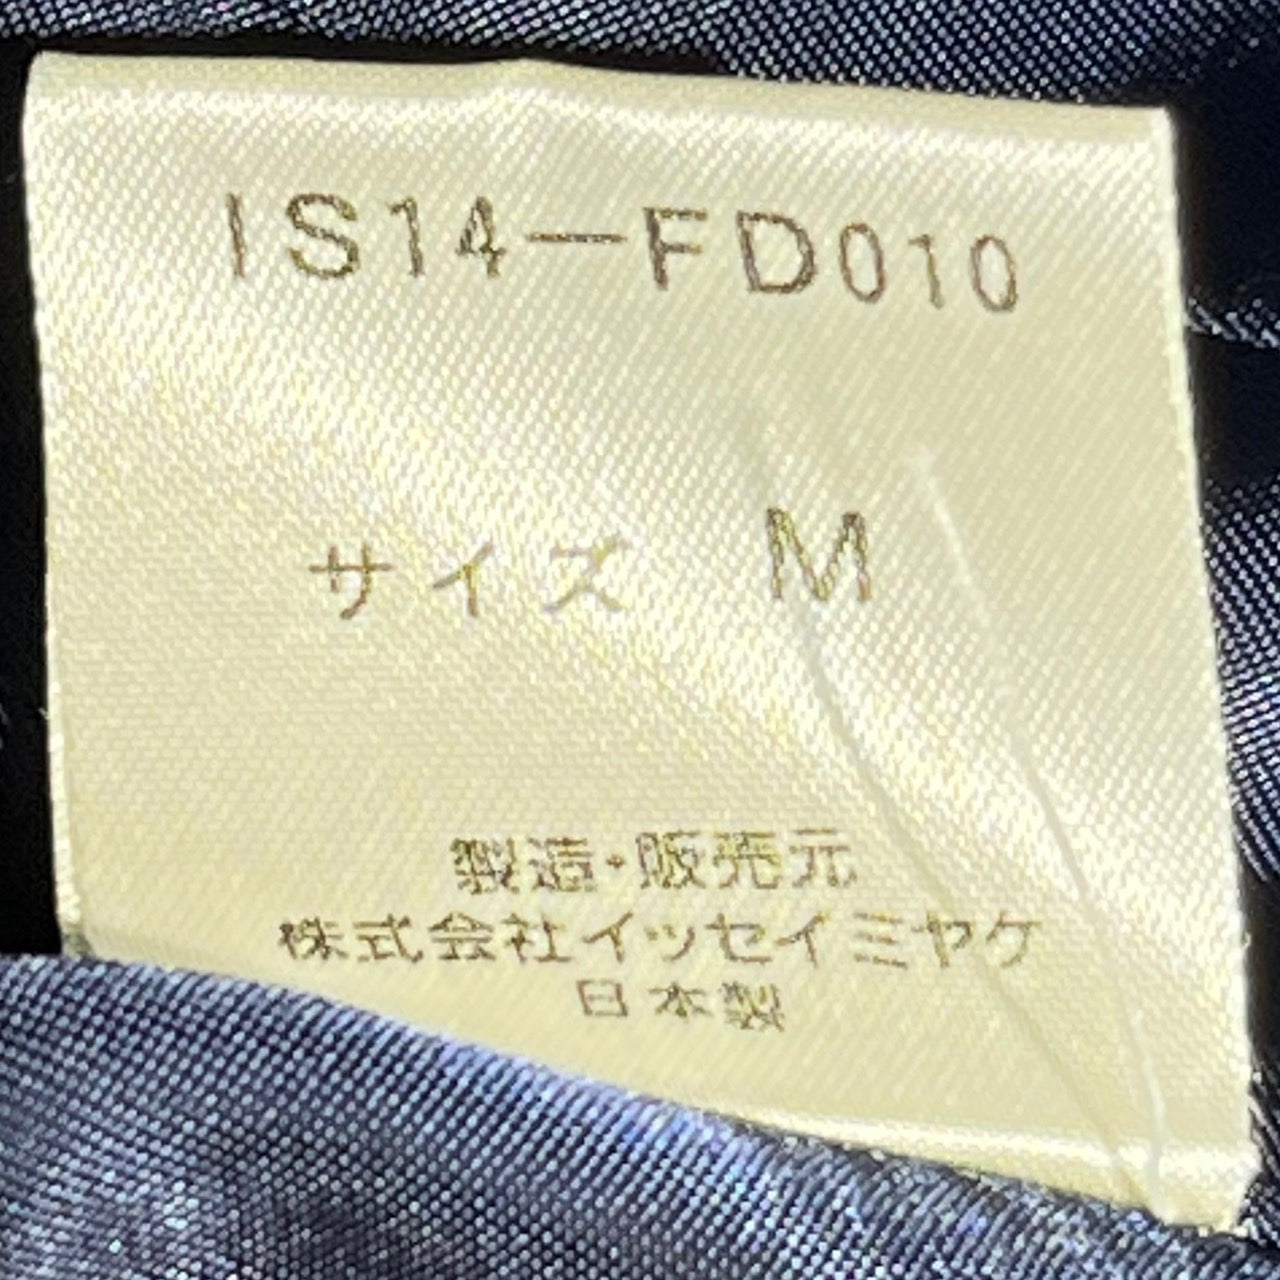 IS14-FD010
サイズ M
製造・販売元
株式会社イッセイミヤケ
日本製